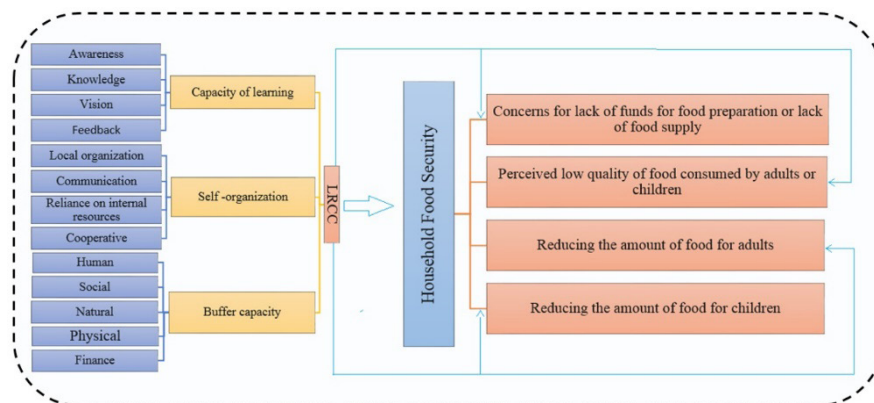 Awareness
Knowledge
Vision
Feedback
Local organization
Communication
Reliance on internal
resources
Cooperative
Human
Social
Natural
Physical
Finance
Capacity of learning
Self -organization
Buffer capacity
LRCC
Household Food Security
Concerns for lack of funds for food preparation or lack
of food supply
Perceived low quality of food consumed by adults or
children
Reducing the amount of food for adults
Reducing the amount of food for children